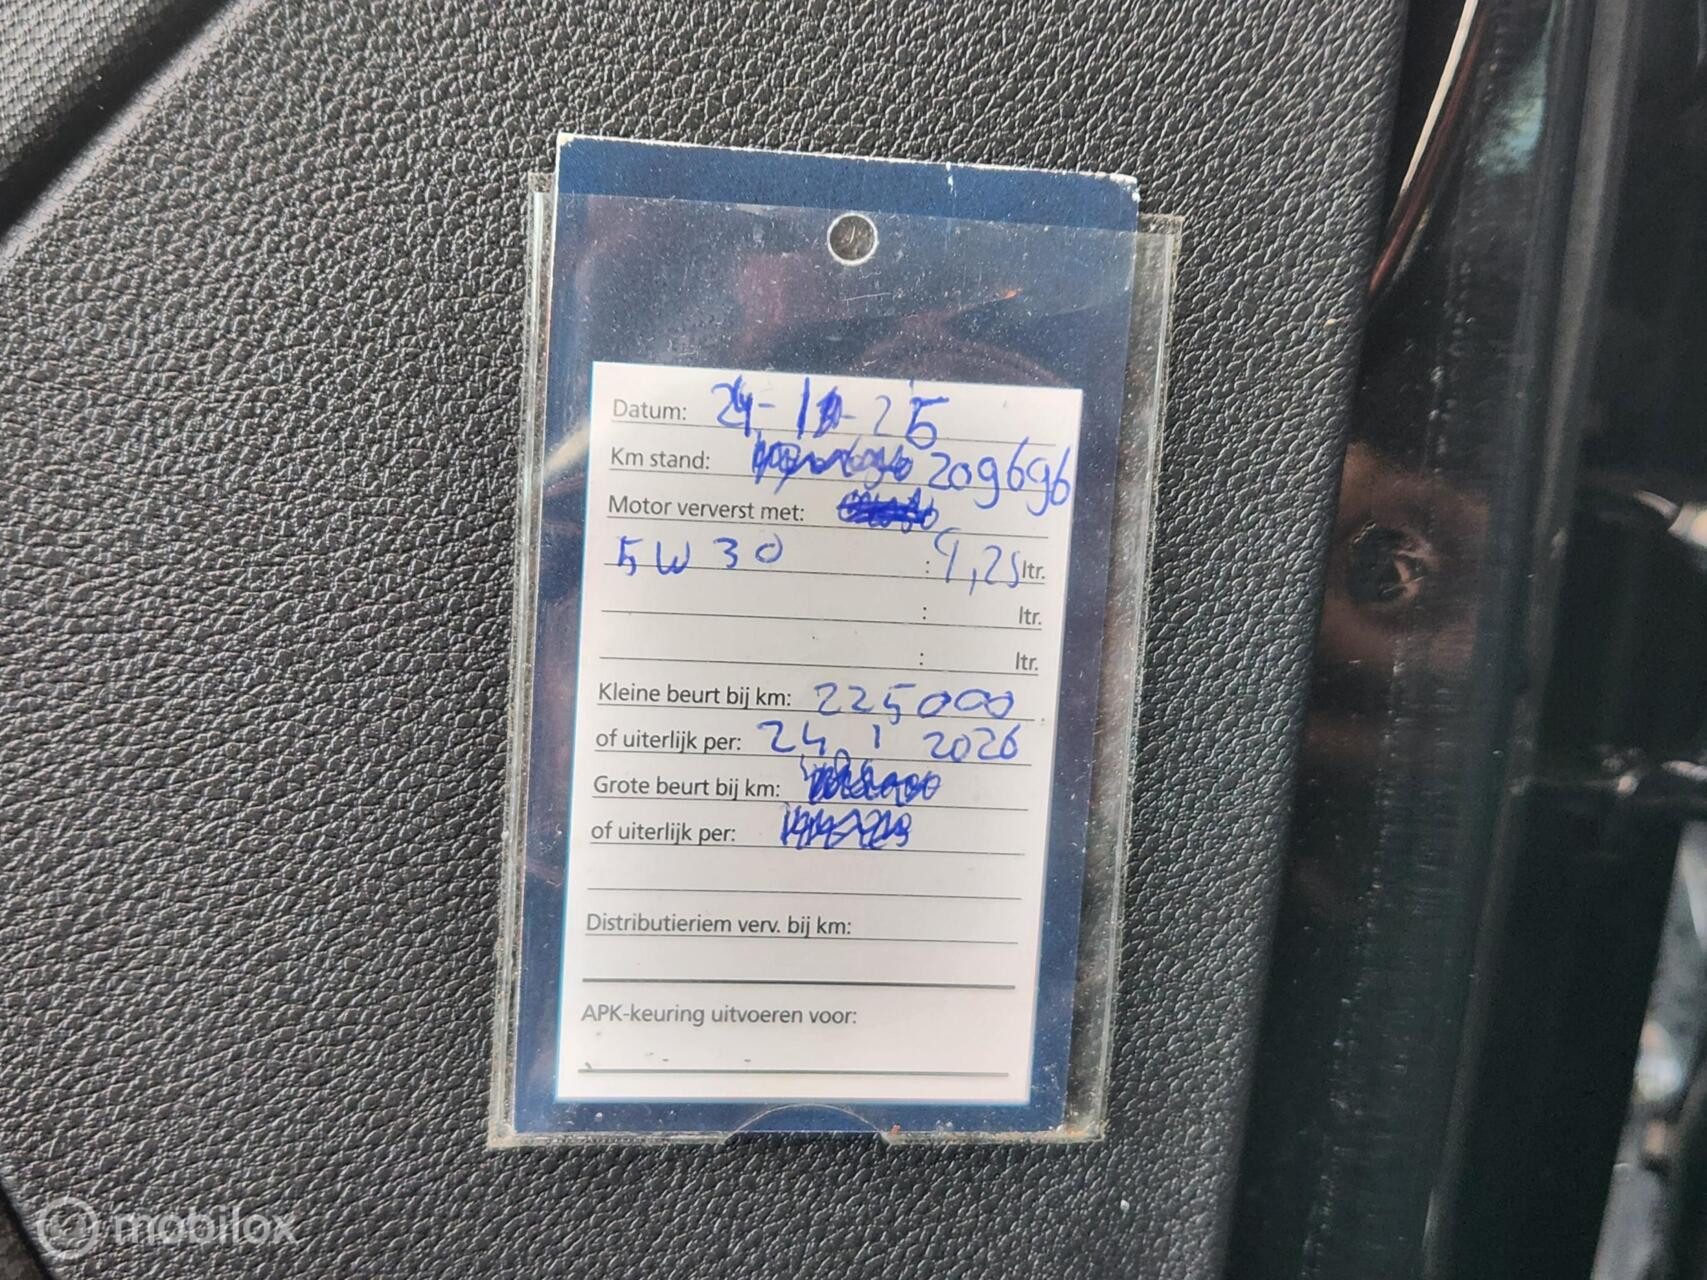 Datum: 24-1-25
Km stand: 209696
Motor ververst met:
5W30 : 9,25 ltr.
: ltr.
: ltr.
Kleine beurt bij km: 225000
of uiterlijk per: 24 1 2026
Grote beurt bij km:
of uiterlijk per:
Distributieriem verv. bij km:
APK-keuring uitvoeren voor:
mobilox